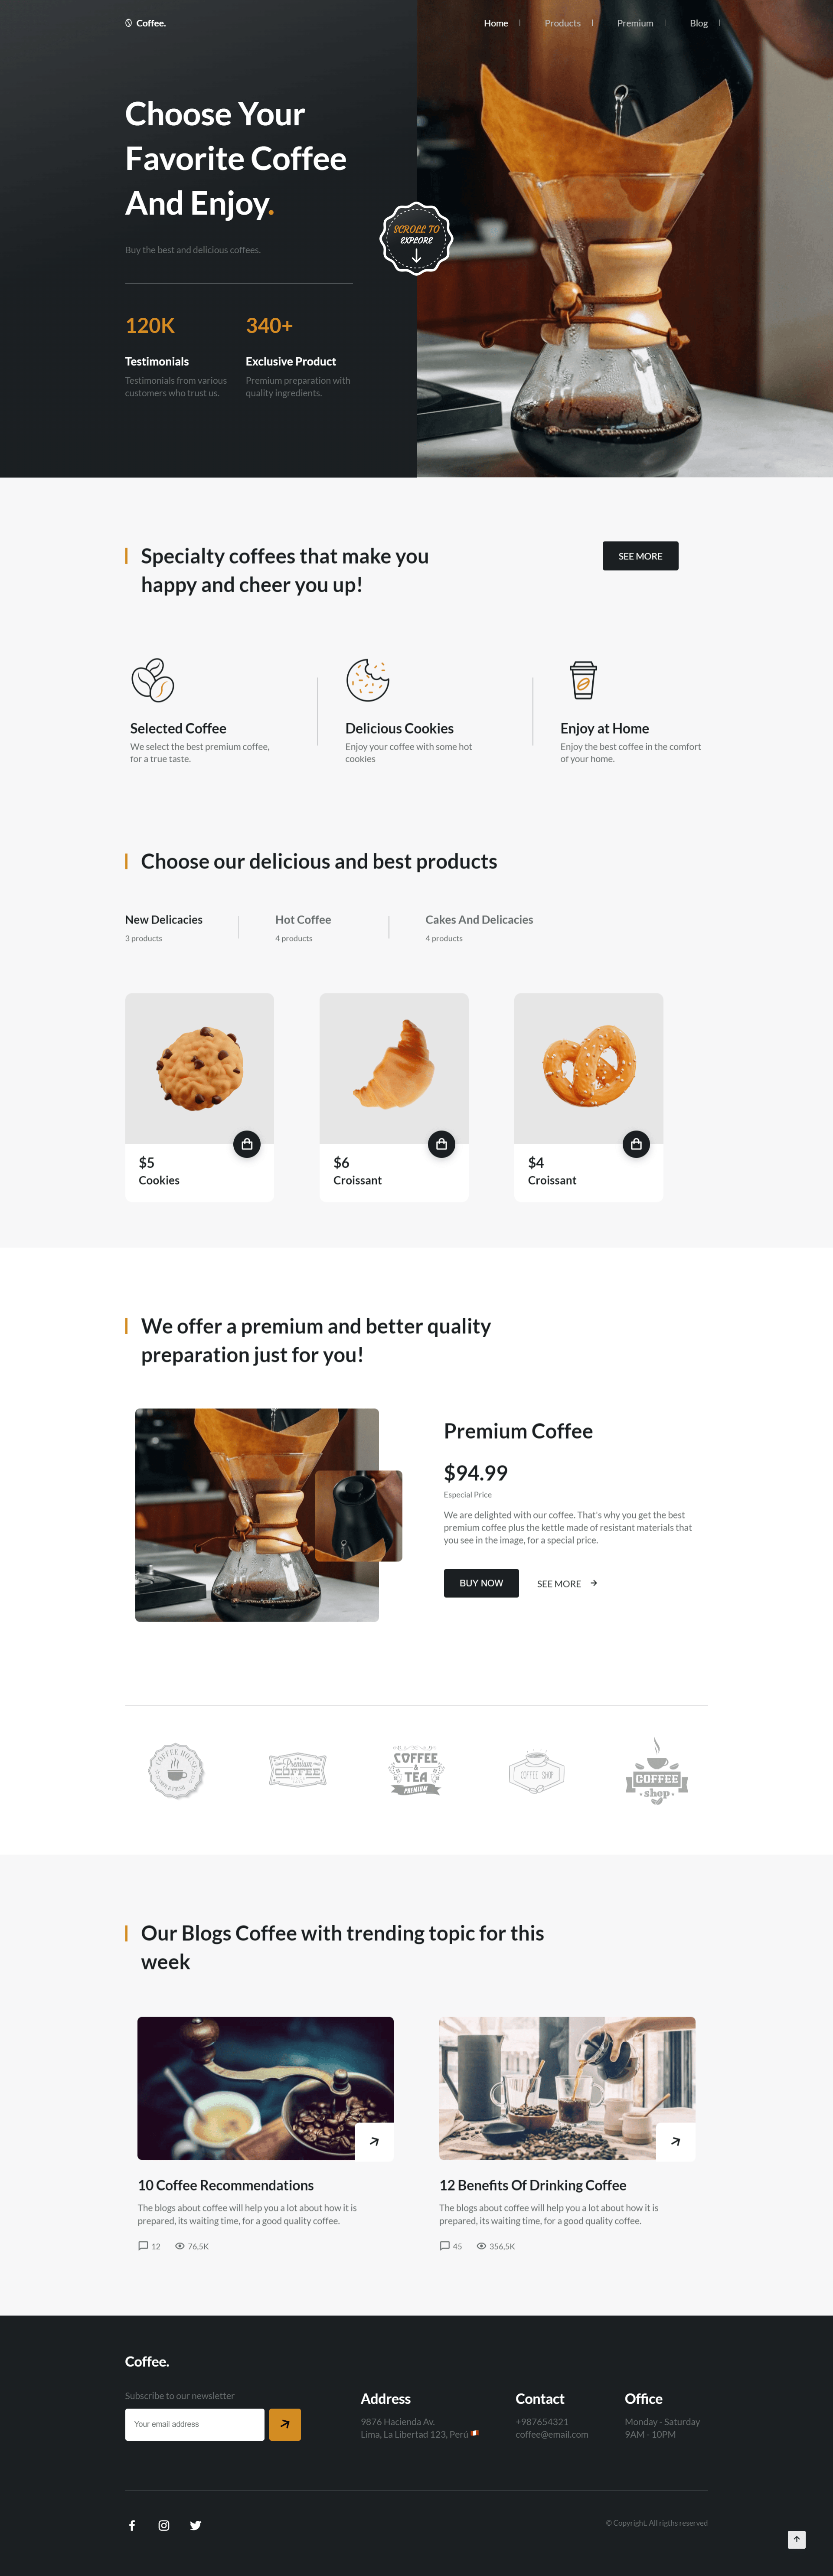 Coffee.
Home
Products
Premium
Blog
Choose Your
Favorite Coffee
And Enjoy.
Buy the best and delicious coffees.
SCROLL TO
EXPLORE
120K
Testimonials
Testimonials from various
customers who trust us.
340+
Exclusive Product
Premium preparation with
quality ingredients.
Specialty coffees that make you
happy and cheer you up!
SEE MORE
Selected Coffee
We select the best premium coffee,
for a true taste.
Delicious Cookies
Enjoy your coffee with some hot
cookies
Enjoy at Home
Enjoy the best coffee in the comfort
of your home.
Choose our delicious and best products
New Delicacies
3 products
Hot Coffee
4 products
Cakes And Delicacies
4 products
$5
Cookies
$6
Croissant
$4
Croissant
We offer a premium and better quality
preparation just for you!
Premium Coffee
$94.99
Especial Price
We are delighted with our coffee. That's why you get the best
premium coffee plus the kettle made of resistant materials that
you see in the image, for a special price.
BUY NOW
SEE MORE
COFFEE HOUSE
Premium
COFFEE
COFFEE
&
TEA
PREMIUM
COFFEE SHOP
COFFEE
shop
Our Blogs Coffee with trending topic for this
week
10 Coffee Recommendations
The blogs about coffee will help you a lot about how it is
prepared, its waiting time, for a good quality coffee.
12
76,5K
12 Benefits Of Drinking Coffee
The blogs about coffee will help you a lot about how it is
prepared, its waiting time, for a good quality coffee.
45
356,5K
Coffee.
Subscribe to our newsletter
Your email address
Address
9876 Hacienda Av.
Lima, La Libertad 123, Perú
Contact
+987654321
coffee@email.com
Office
Monday - Saturday
9AM - 10PM
© Copyright. All rigths reserved